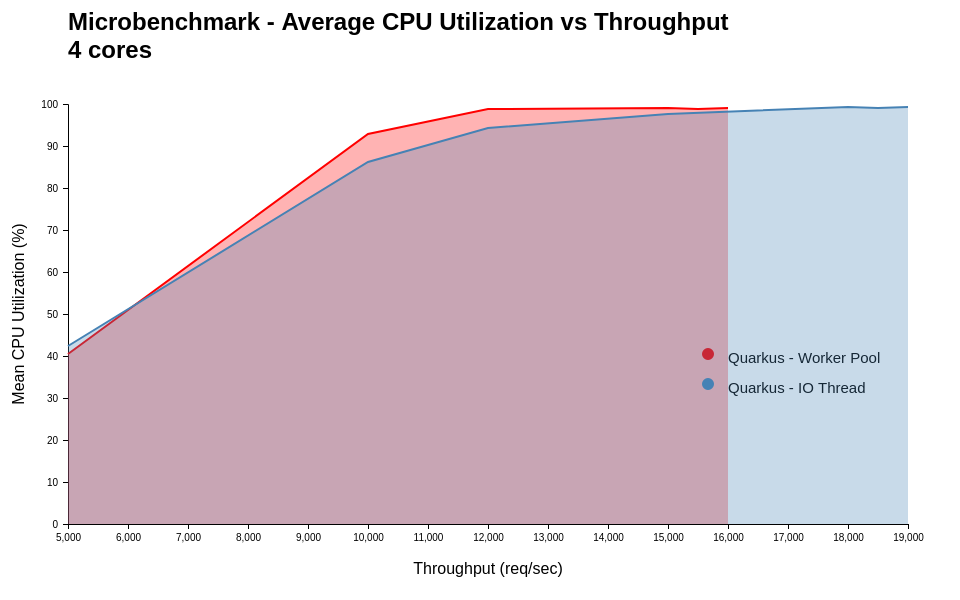 Microbenchmark - Average CPU Utilization vs Throughput
4 cores
100
90
80
70
60
50
40
30
20
10
0
Mean CPU Utilization (%)
Quarkus - Worker Pool
Quarkus - IO Thread
5,000 6,000 7,000 8,000 9,000 10,000 11,000 12,000 13,000 14,000 15,000 16,000 17,000 18,000 19,000
Throughput (req/sec)